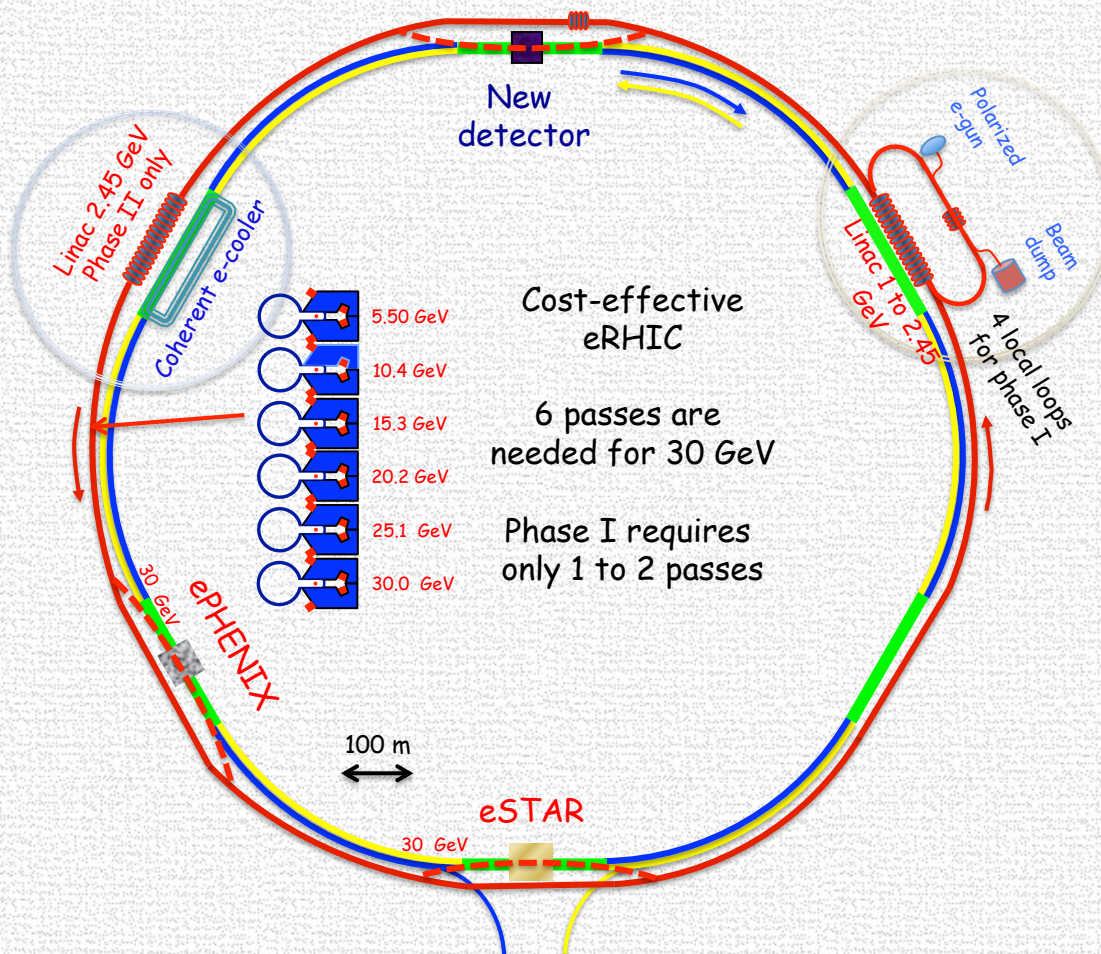 New
detector
Polarized
e-gun
Beam
dump
Linac 1 to 2.45
GeV
4 local loops
for phase I
Linac 2.45 GeV
Phase II only
Coherent e-cooler
5.50 GeV
10.4 GeV
15.3 GeV
20.2 GeV
25.1 GeV
30.0 GeV
Cost-effective
eRHIC
6 passes are
needed for 30 GeV
Phase I requires
only 1 to 2 passes
30 GeV
ePHENIX
100 m
eSTAR
30 GeV